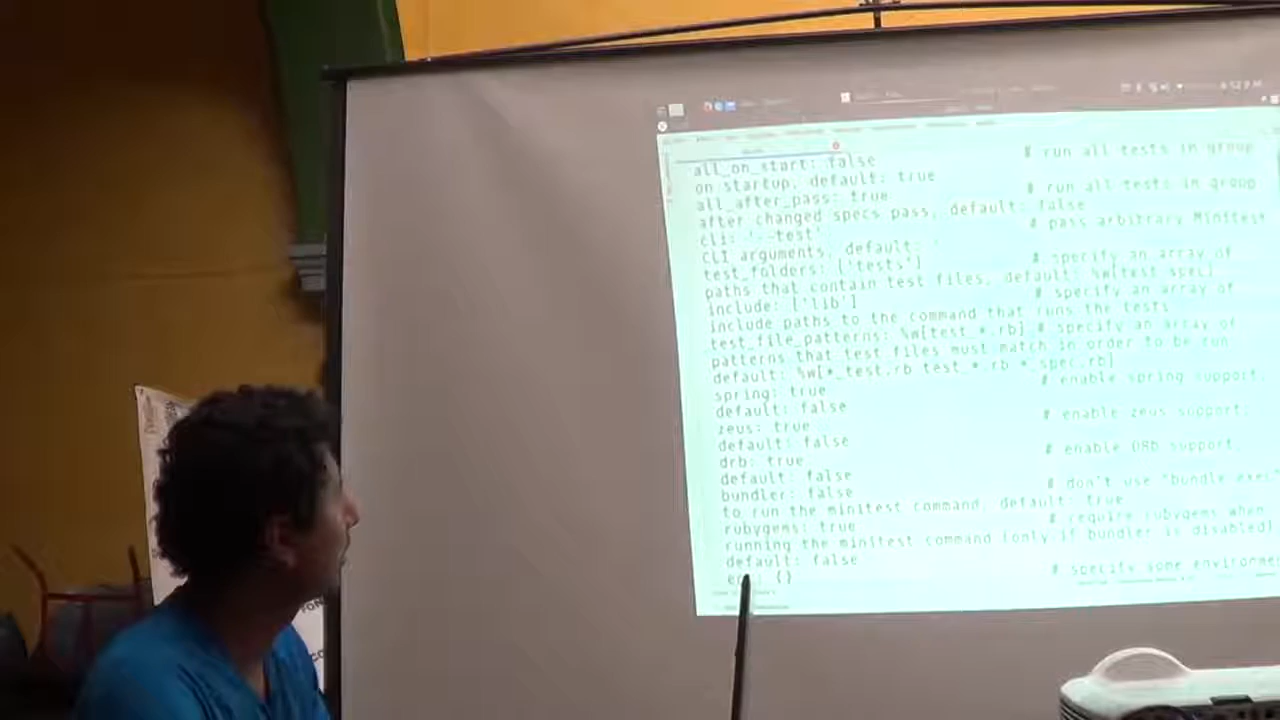 all_on_start: false # run all tests in group
on startup, default: true
all_after_pass: true # run all tests in group
after changed specs pass, default: false
cli: '--test' # pass arbitrary Minitest
CLI arguments, default: '
test_folders: ['tests'] # specify an array of
paths that contain test files, default: %w[test spec]
include: ['lib'] # specify an array of
include paths to the command that runs the tests
test_file_patterns: %w[test_*.rb] # specify an array of
patterns that test files must match in order to be run
default: %w[*_test.rb test_*.rb *_spec.rb]
spring: true # enable spring support,
default: false
zeus: true # enable zeus support;
default: false
drb: true # enable DRb support,
default: false
bundler: false # don't use "bundle exec"
to run the minitest command, default: true
rubygems: true # require rubygems when
running the minitest command (only if bundler is disabled)
default: false
env: {} # specify some environme